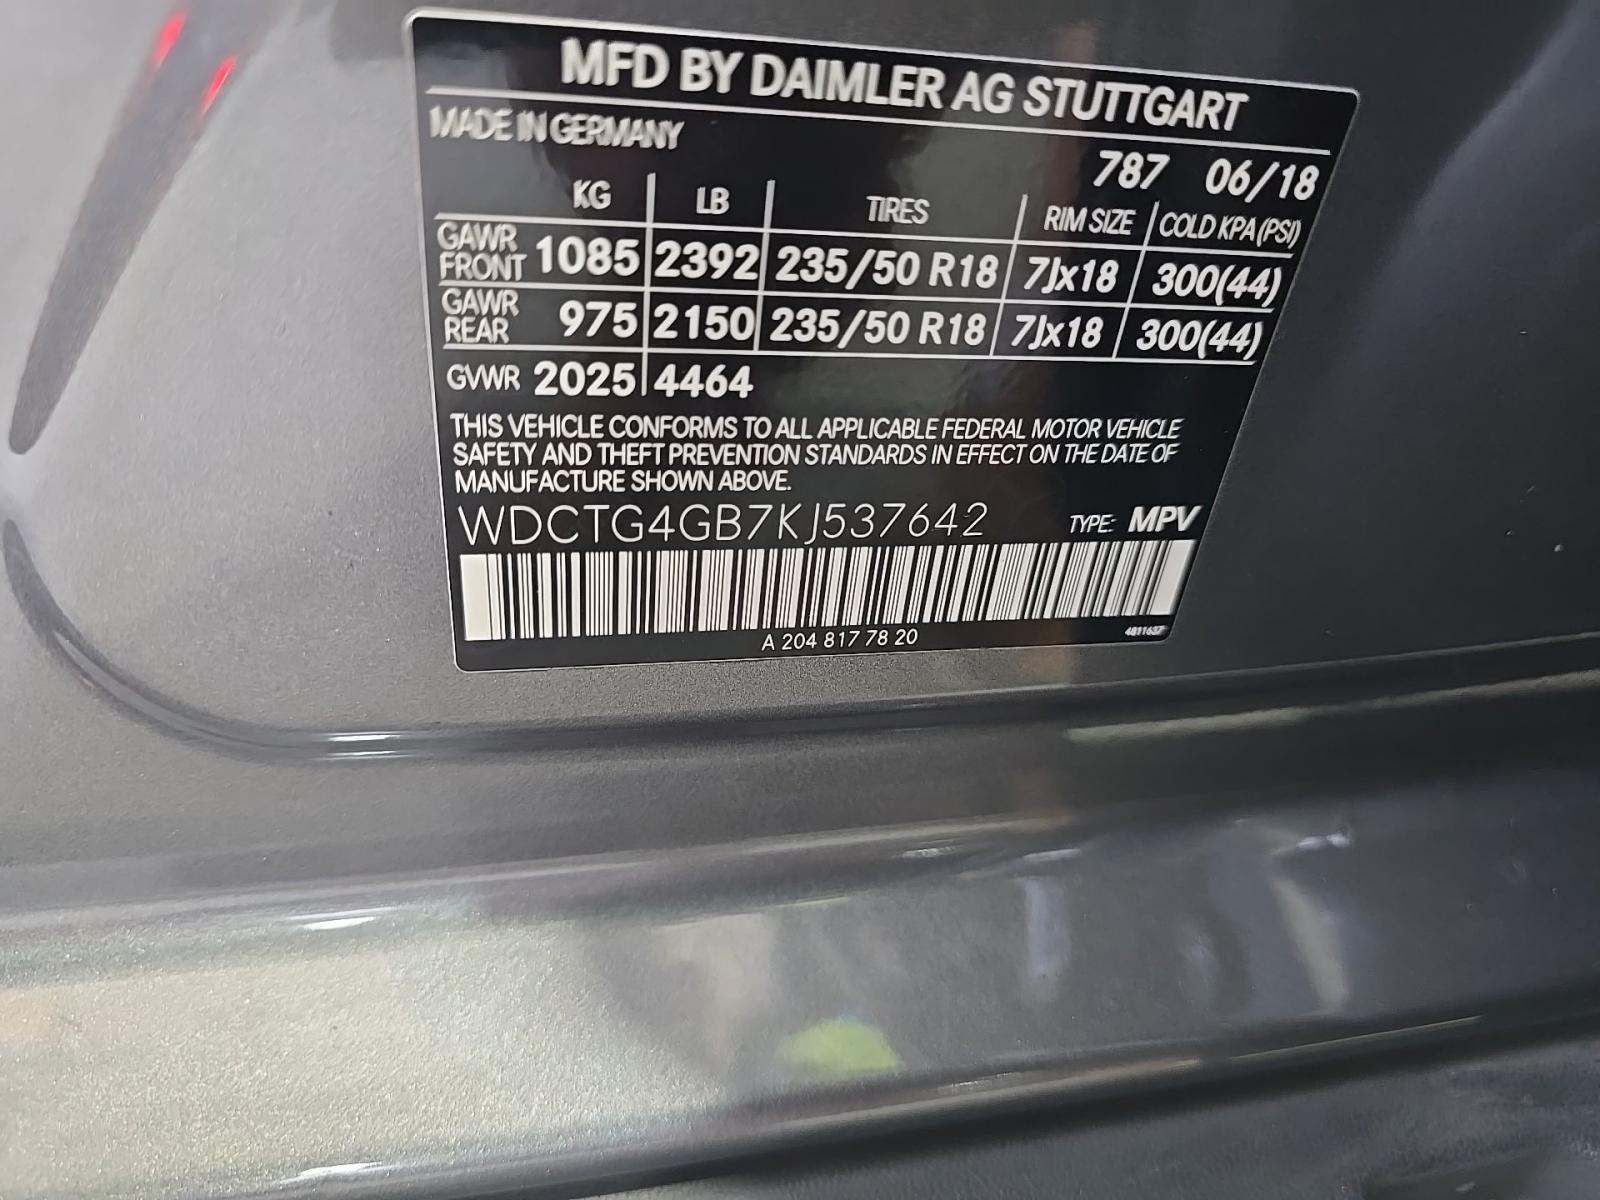 MFD BY DAIMLER AG STUTTGART
MADE IN GERMANY
787 06/18
KG LB TIRES RIM SIZE COLD KPA(PSI)
GAWR FRONT 1085 2392 235/50 R18 7Jx18 300(44)
GAWR REAR 975 2150 235/50 R18 7Jx18 300(44)
GVWR 2025 4464
THIS VEHICLE CONFORMS TO ALL APPLICABLE FEDERAL MOTOR VEHICLE
SAFETY AND THEFT PREVENTION STANDARDS IN EFFECT ON THE DATE OF
MANUFACTURE SHOWN ABOVE.
WDCTG4GB7KJ537642 TYPE: MPV
A 204 817 78 20